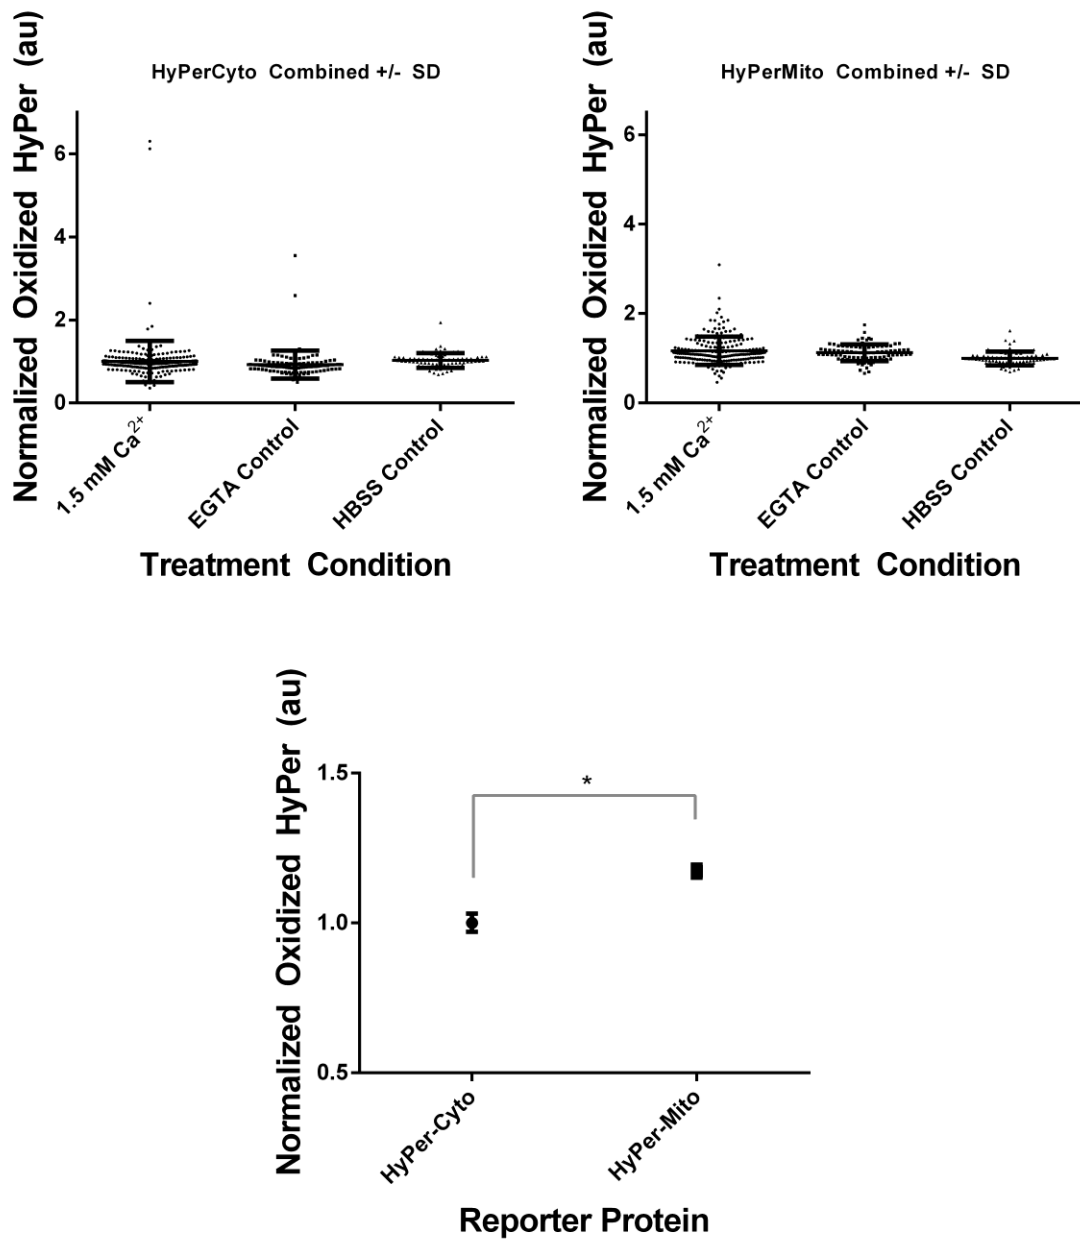 HyPerCyto Combined +/- SD
Normalized Oxidized HyPer (au)
6
4
2
0
1.5 mM Ca²⁺
EGTA Control
HBSS Control
Treatment Condition
HyPerMito Combined +/- SD
Normalized Oxidized HyPer (au)
6
4
2
0
1.5 mM Ca²⁺
EGTA Control
HBSS Control
Treatment Condition
Normalized Oxidized HyPer (au)
1.5
1.0
0.5
*
HyPer-Cyto
HyPer-Mito
Reporter Protein